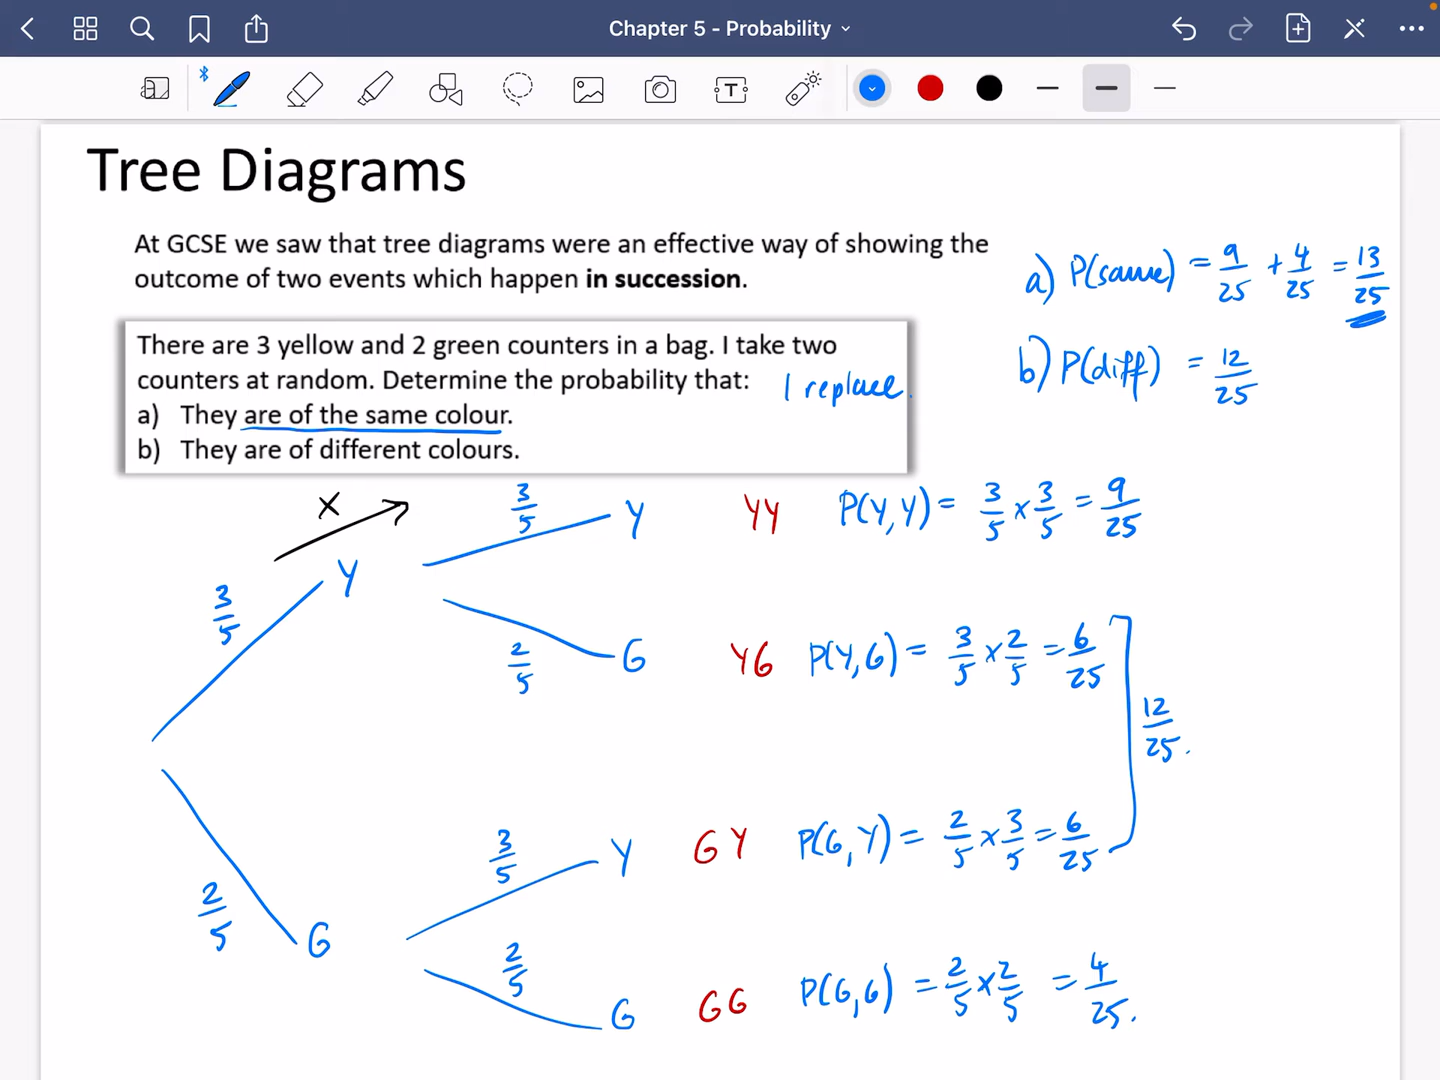 Chapter 5 - Probability
Tree Diagrams
At GCSE we saw that tree diagrams were an effective way of showing the
outcome of two events which happen in succession.
There are 3 yellow and 2 green counters in a bag. I take two
counters at random. Determine the probability that:
I replace.
a) They are of the same colour.
b) They are of different colours.
a) P(same) = 9/25 + 4/25 = 13/25
b) P(diff) = 12/25
×
3/5 Y
3/5 Y YY P(Y,Y) = 3/5 × 3/5 = 9/25
2/5 G YG P(Y,G) = 3/5 × 2/5 = 6/25
12/25.
2/5 G
3/5 Y GY P(G,Y) = 2/5 × 3/5 = 6/25
2/5 G GG P(G,G) = 2/5 × 2/5 = 4/25.